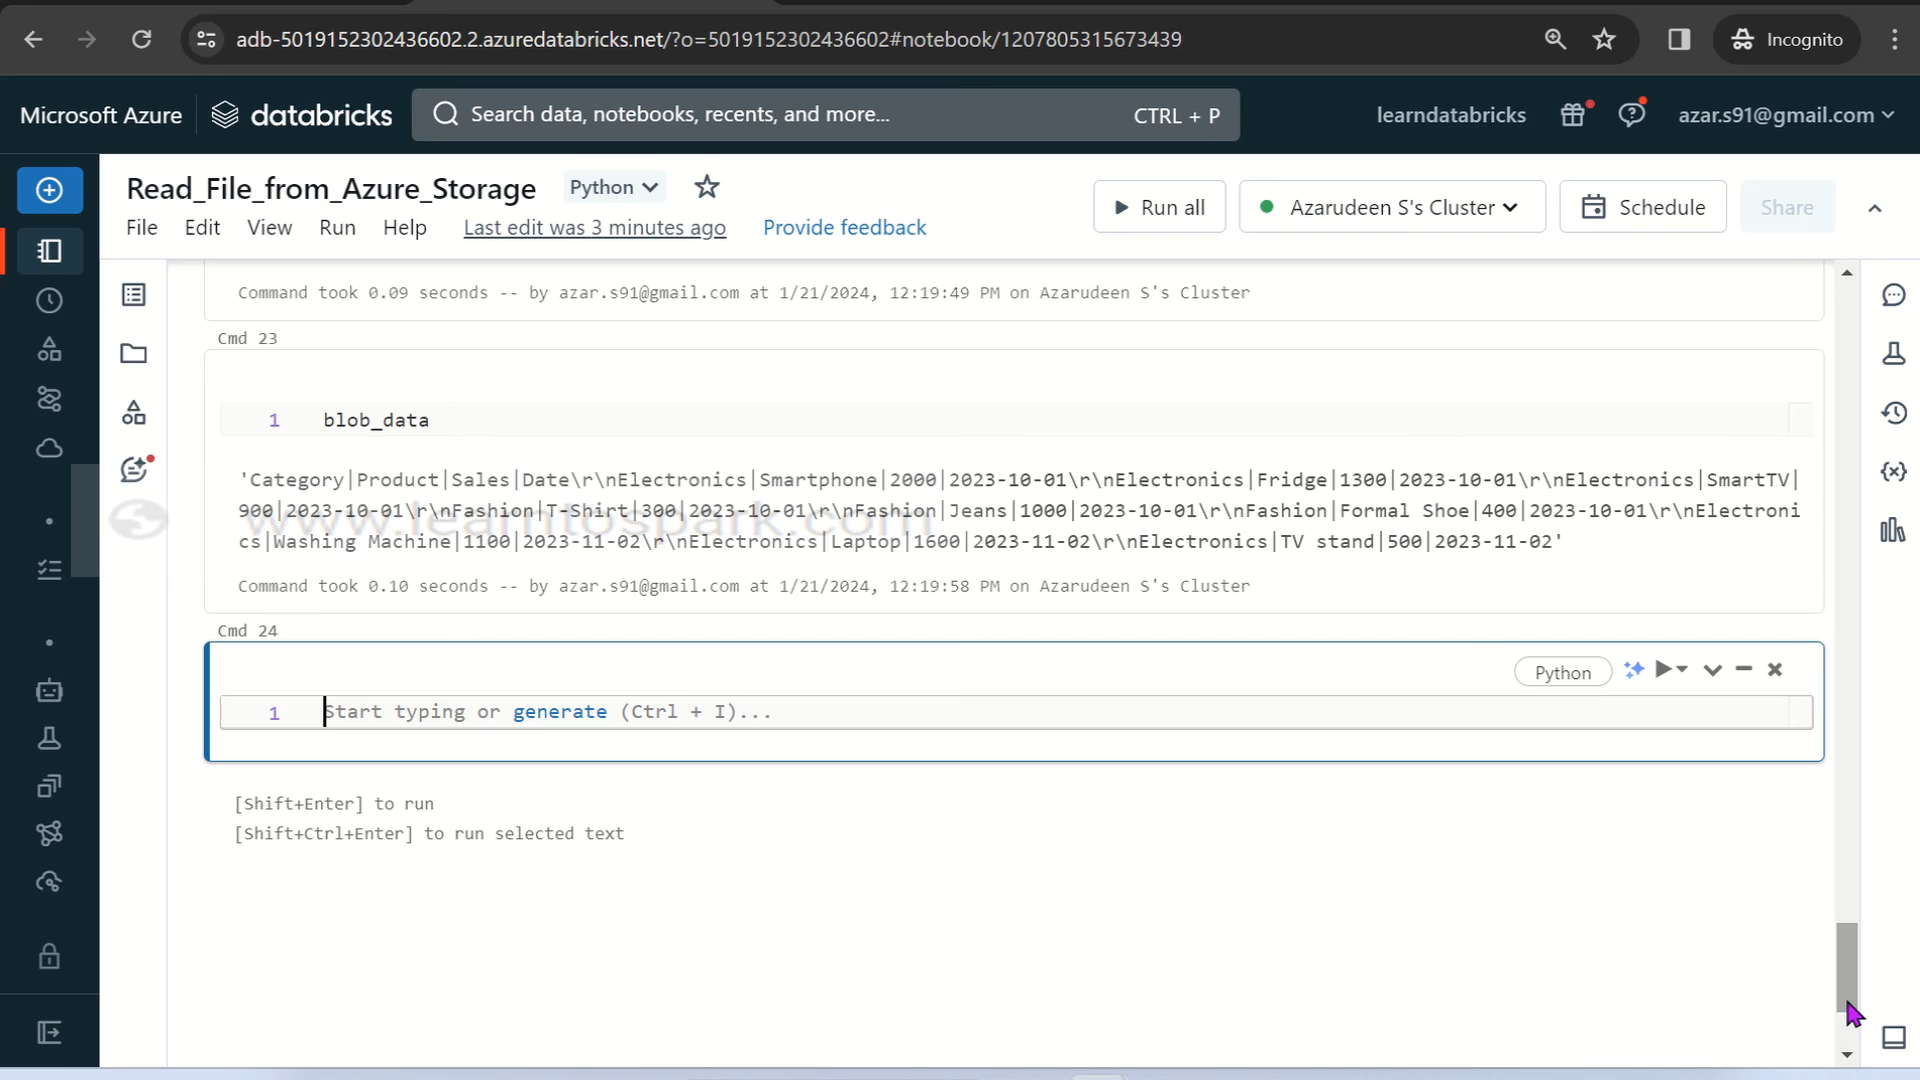 adb-5019152302436602.2.azuredatabricks.net/?o=5019152302436602#notebook/1207805315673439
Incognito
Microsoft Azure
databricks
Search data, notebooks, recents, and more...
CTRL + P
learndatabricks
azar.s91@gmail.com
Read_File_from_Azure_Storage
Python
File
Edit
View
Run
Help
Last edit was 3 minutes ago
Provide feedback
Run all
Azarudeen S's Cluster
Schedule
Share
Command took 0.09 seconds -- by azar.s91@gmail.com at 1/21/2024, 12:19:49 PM on Azarudeen S's Cluster
Cmd 23
1 blob_data
'Category|Product|Sales|Date\r\nElectronics|Smartphone|2000|2023-10-01\r\nElectronics|Fridge|1300|2023-10-01\r\nElectronics|SmartTV|
900|2023-10-01\r\nFashion|T-Shirt|300|2023-10-01\r\nFashion|Jeans|1000|2023-10-01\r\nFashion|Formal Shoe|400|2023-10-01\r\nElectroni
cs|Washing Machine|1100|2023-11-02\r\nElectronics|Laptop|1600|2023-11-02\r\nElectronics|TV stand|500|2023-11-02'
www.learntospark.com
Command took 0.10 seconds -- by azar.s91@gmail.com at 1/21/2024, 12:19:58 PM on Azarudeen S's Cluster
Cmd 24
Python
1 Start typing or generate (Ctrl + I)...
[Shift+Enter] to run
[Shift+Ctrl+Enter] to run selected text